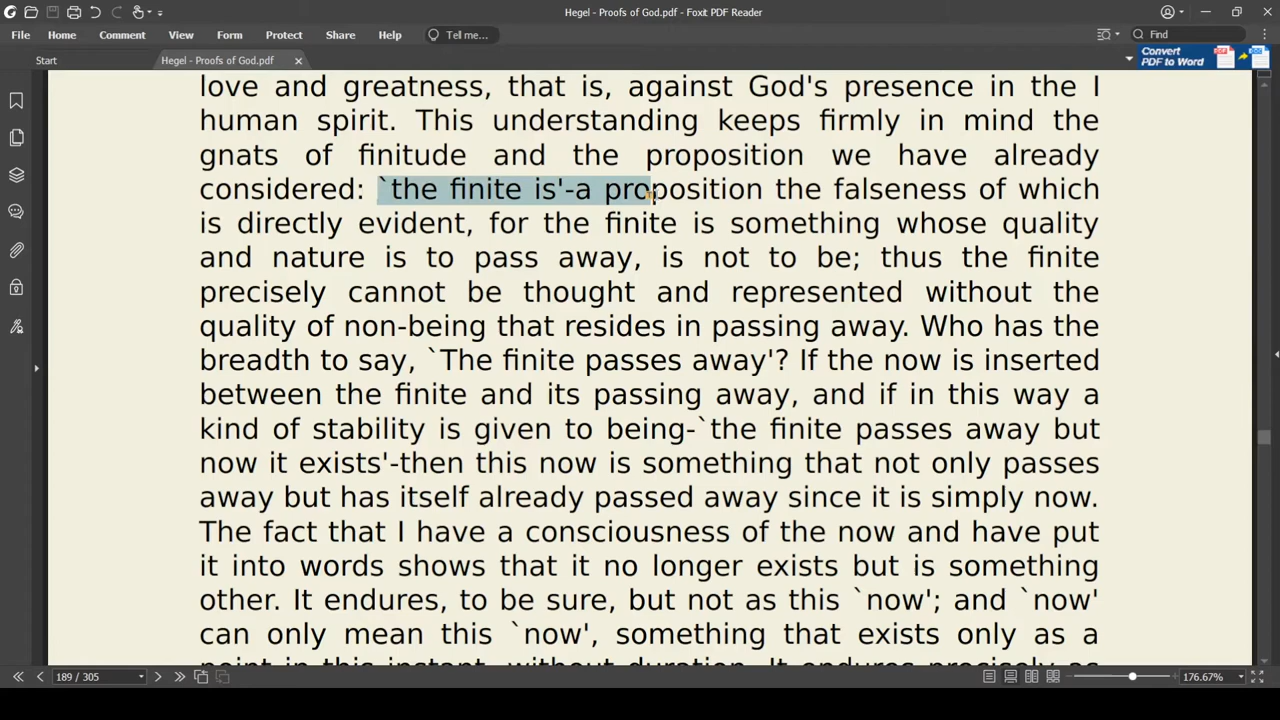 Hegel - Proofs of God.pdf - Foxit PDF Reader
File Home Comment View Form Protect Share Help Tell me... Find
Start Hegel - Proofs of God.pdf Convert PDF to Word
love and greatness, that is, against God's presence in the I
human spirit. This understanding keeps firmly in mind the
gnats of finitude and the proposition we have already
considered: `the finite is'-a proposition the falseness of which
is directly evident, for the finite is something whose quality
and nature is to pass away, is not to be; thus the finite
precisely cannot be thought and represented without the
quality of non-being that resides in passing away. Who has the
breadth to say, `The finite passes away'? If the now is inserted
between the finite and its passing away, and if in this way a
kind of stability is given to being-`the finite passes away but
now it exists'-then this now is something that not only passes
away but has itself already passed away since it is simply now.
The fact that I have a consciousness of the now and have put
it into words shows that it no longer exists but is something
other. It endures, to be sure, but not as this `now'; and `now'
can only mean this `now', something that exists only as a
point in this instant, without duration. It endures precisely as
189 / 305 176.67%